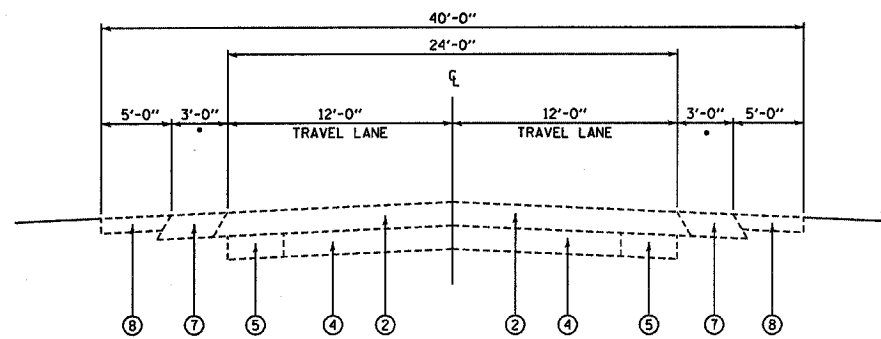 40'-0"
24'-0"
℄
5'-0" 3'-0" 12'-0" 12'-0" 3'-0" 5'-0"
TRAVEL LANE TRAVEL LANE
8 7 5 4 2 2 4 5 7 8